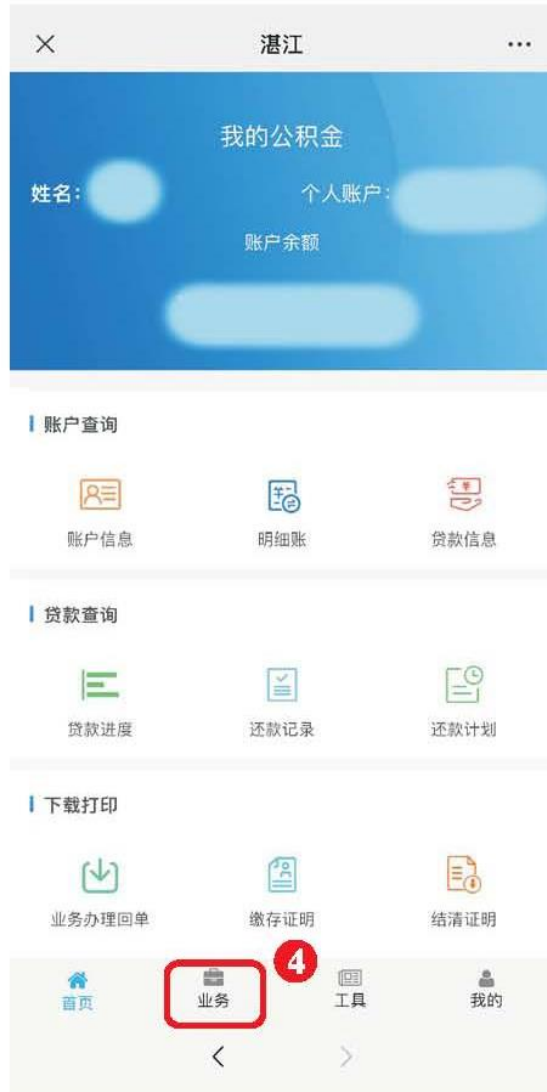 湛江
我的公积金
姓名: 个人账户:
账户余额
账户查询
账户信息 明细账 贷款信息
贷款查询
贷款进度 还款记录 还款计划
下载打印
业务办理回单 缴存证明 结清证明
4
首页 业务 工具 我的